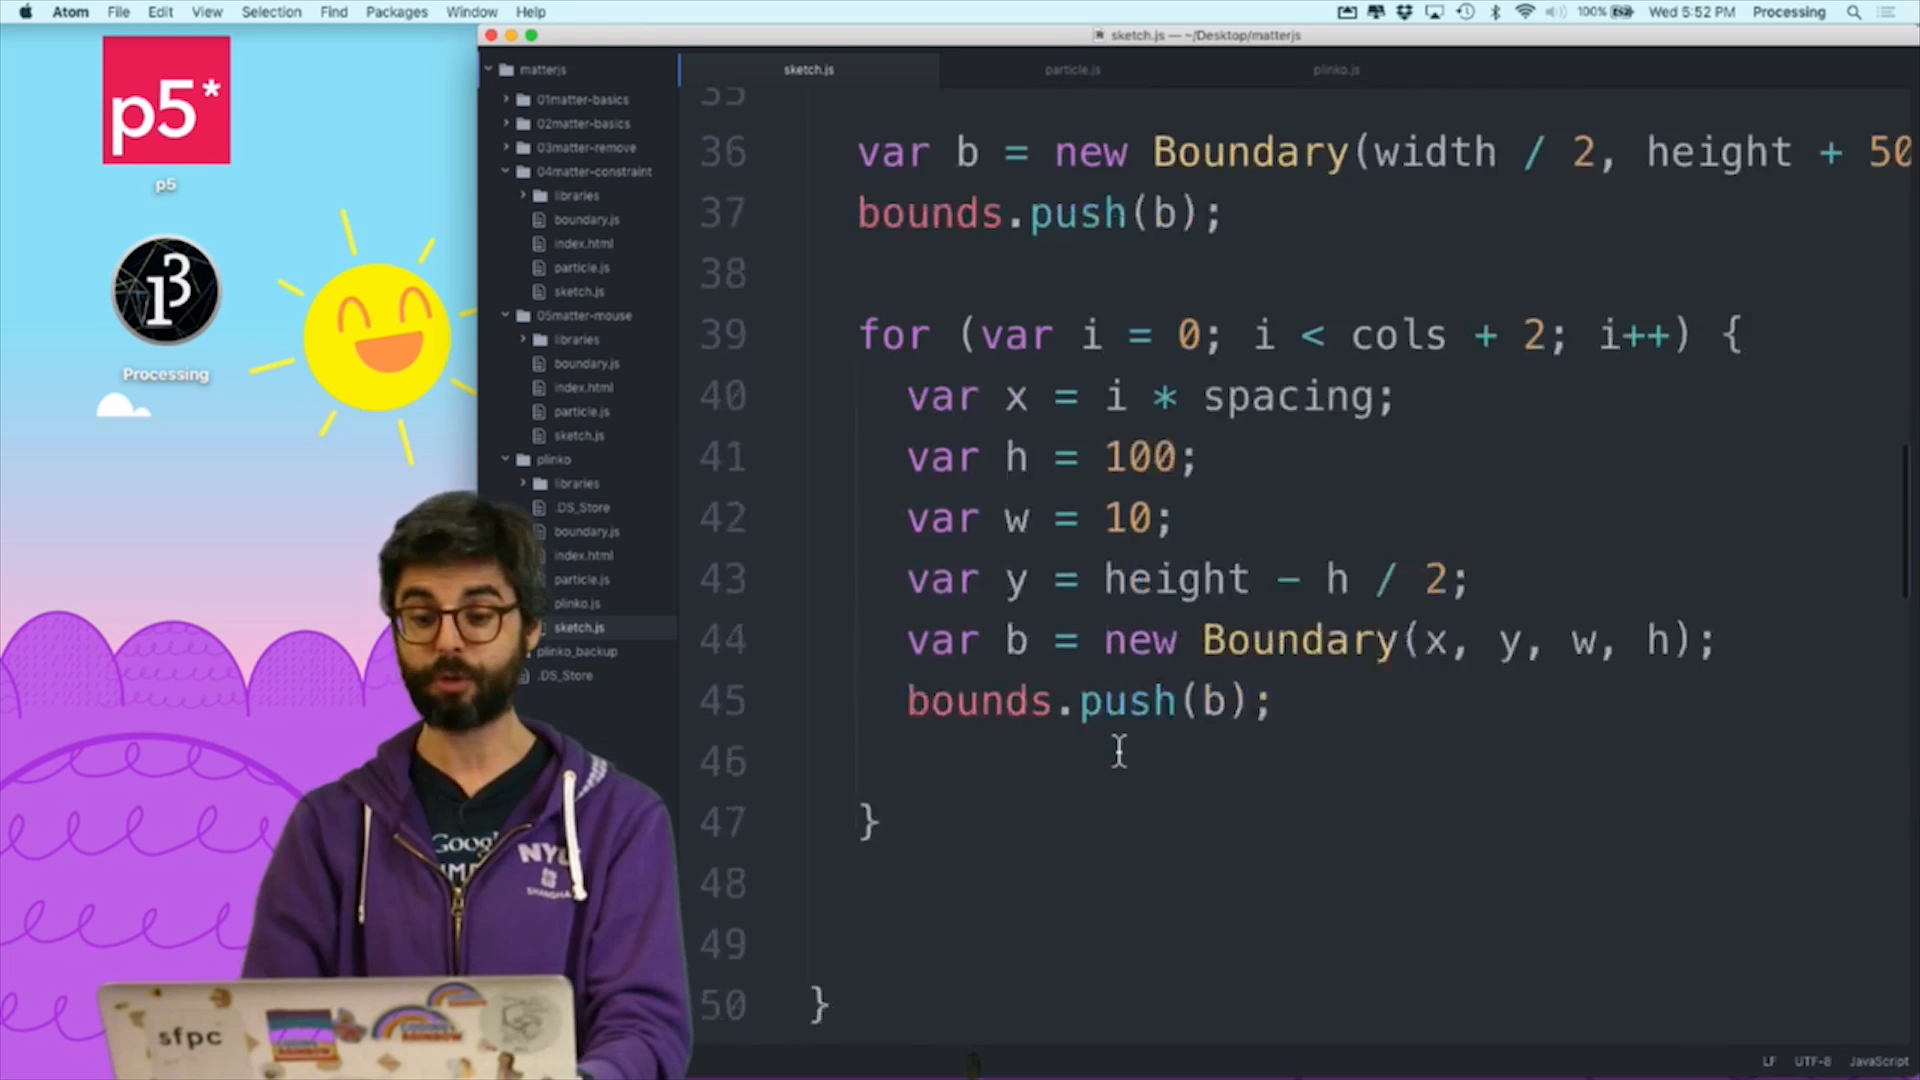 Atom File Edit View Selection Find Packages Window Help
100% Wed 5:52 PM Processing
sketch.js — ~/Desktop/matterjs
p5*
p5
Processing
matterjs
01matter-basics
02matter-basics
03matter-remove
04matter-constraint
libraries
boundary.js
index.html
particle.js
sketch.js
05matter-mouse
libraries
boundary.js
index.html
particle.js
sketch.js
plinko
libraries
.DS_Store
boundary.js
index.html
particle.js
plinko.js
sketch.js
plinko_backup
.DS_Store
sketch.js particle.js plinko.js
35
36 var b = new Boundary(width / 2, height + 50
37 bounds.push(b);
38
39 for (var i = 0; i < cols + 2; i++) {
40 var x = i * spacing;
41 var h = 100;
42 var w = 10;
43 var y = height - h / 2;
44 var b = new Boundary(x, y, w, h);
45 bounds.push(b);
46
47 }
48
49
50 }
LF UTF-8 JavaScript
NYU
SHANGHAI
sfpc